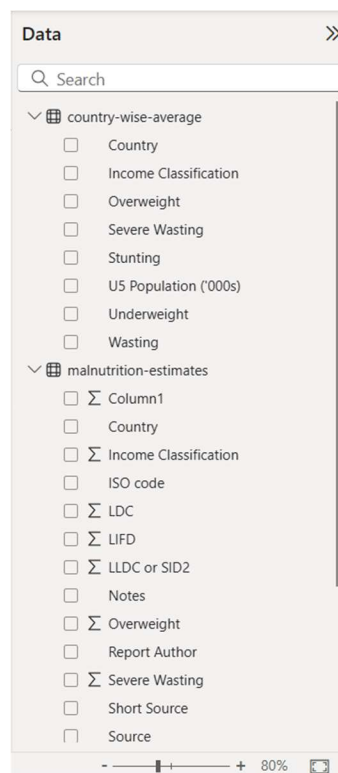 Data
Search
country-wise-average
Country
Income Classification
Overweight
Severe Wasting
Stunting
U5 Population ('000s)
Underweight
Wasting
malnutrition-estimates
Σ Column1
Country
Σ Income Classification
ISO code
Σ LDC
Σ LIFD
Σ LLDC or SID2
Notes
Σ Overweight
Report Author
Σ Severe Wasting
Short Source
Source
- + 80%